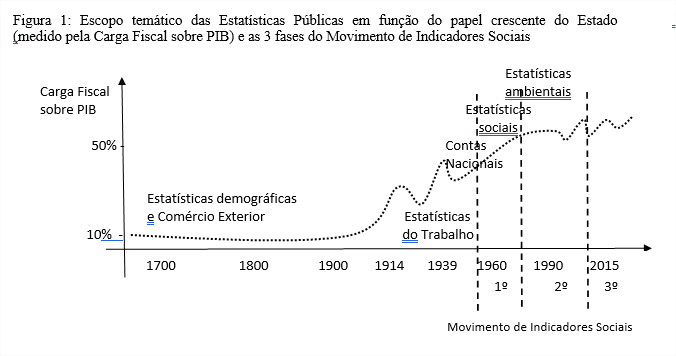 Figura 1: Escopo temático das Estatísticas Públicas em função do papel crescente do Estado
(medido pela Carga Fiscal sobre PIB) e as 3 fases do Movimento de Indicadores Sociais
Estatísticas
ambientais
Carga Fiscal
sobre PIB
Estatísticas
sociais
50%
Contas
Nacionais
Estatísticas demográficas
e Comércio Exterior
Estatísticas
do Trabalho
10%
1700 1800 1900 1914 1939 1960 1990 2015
1º 2º 3º
Movimento de Indicadores Sociais